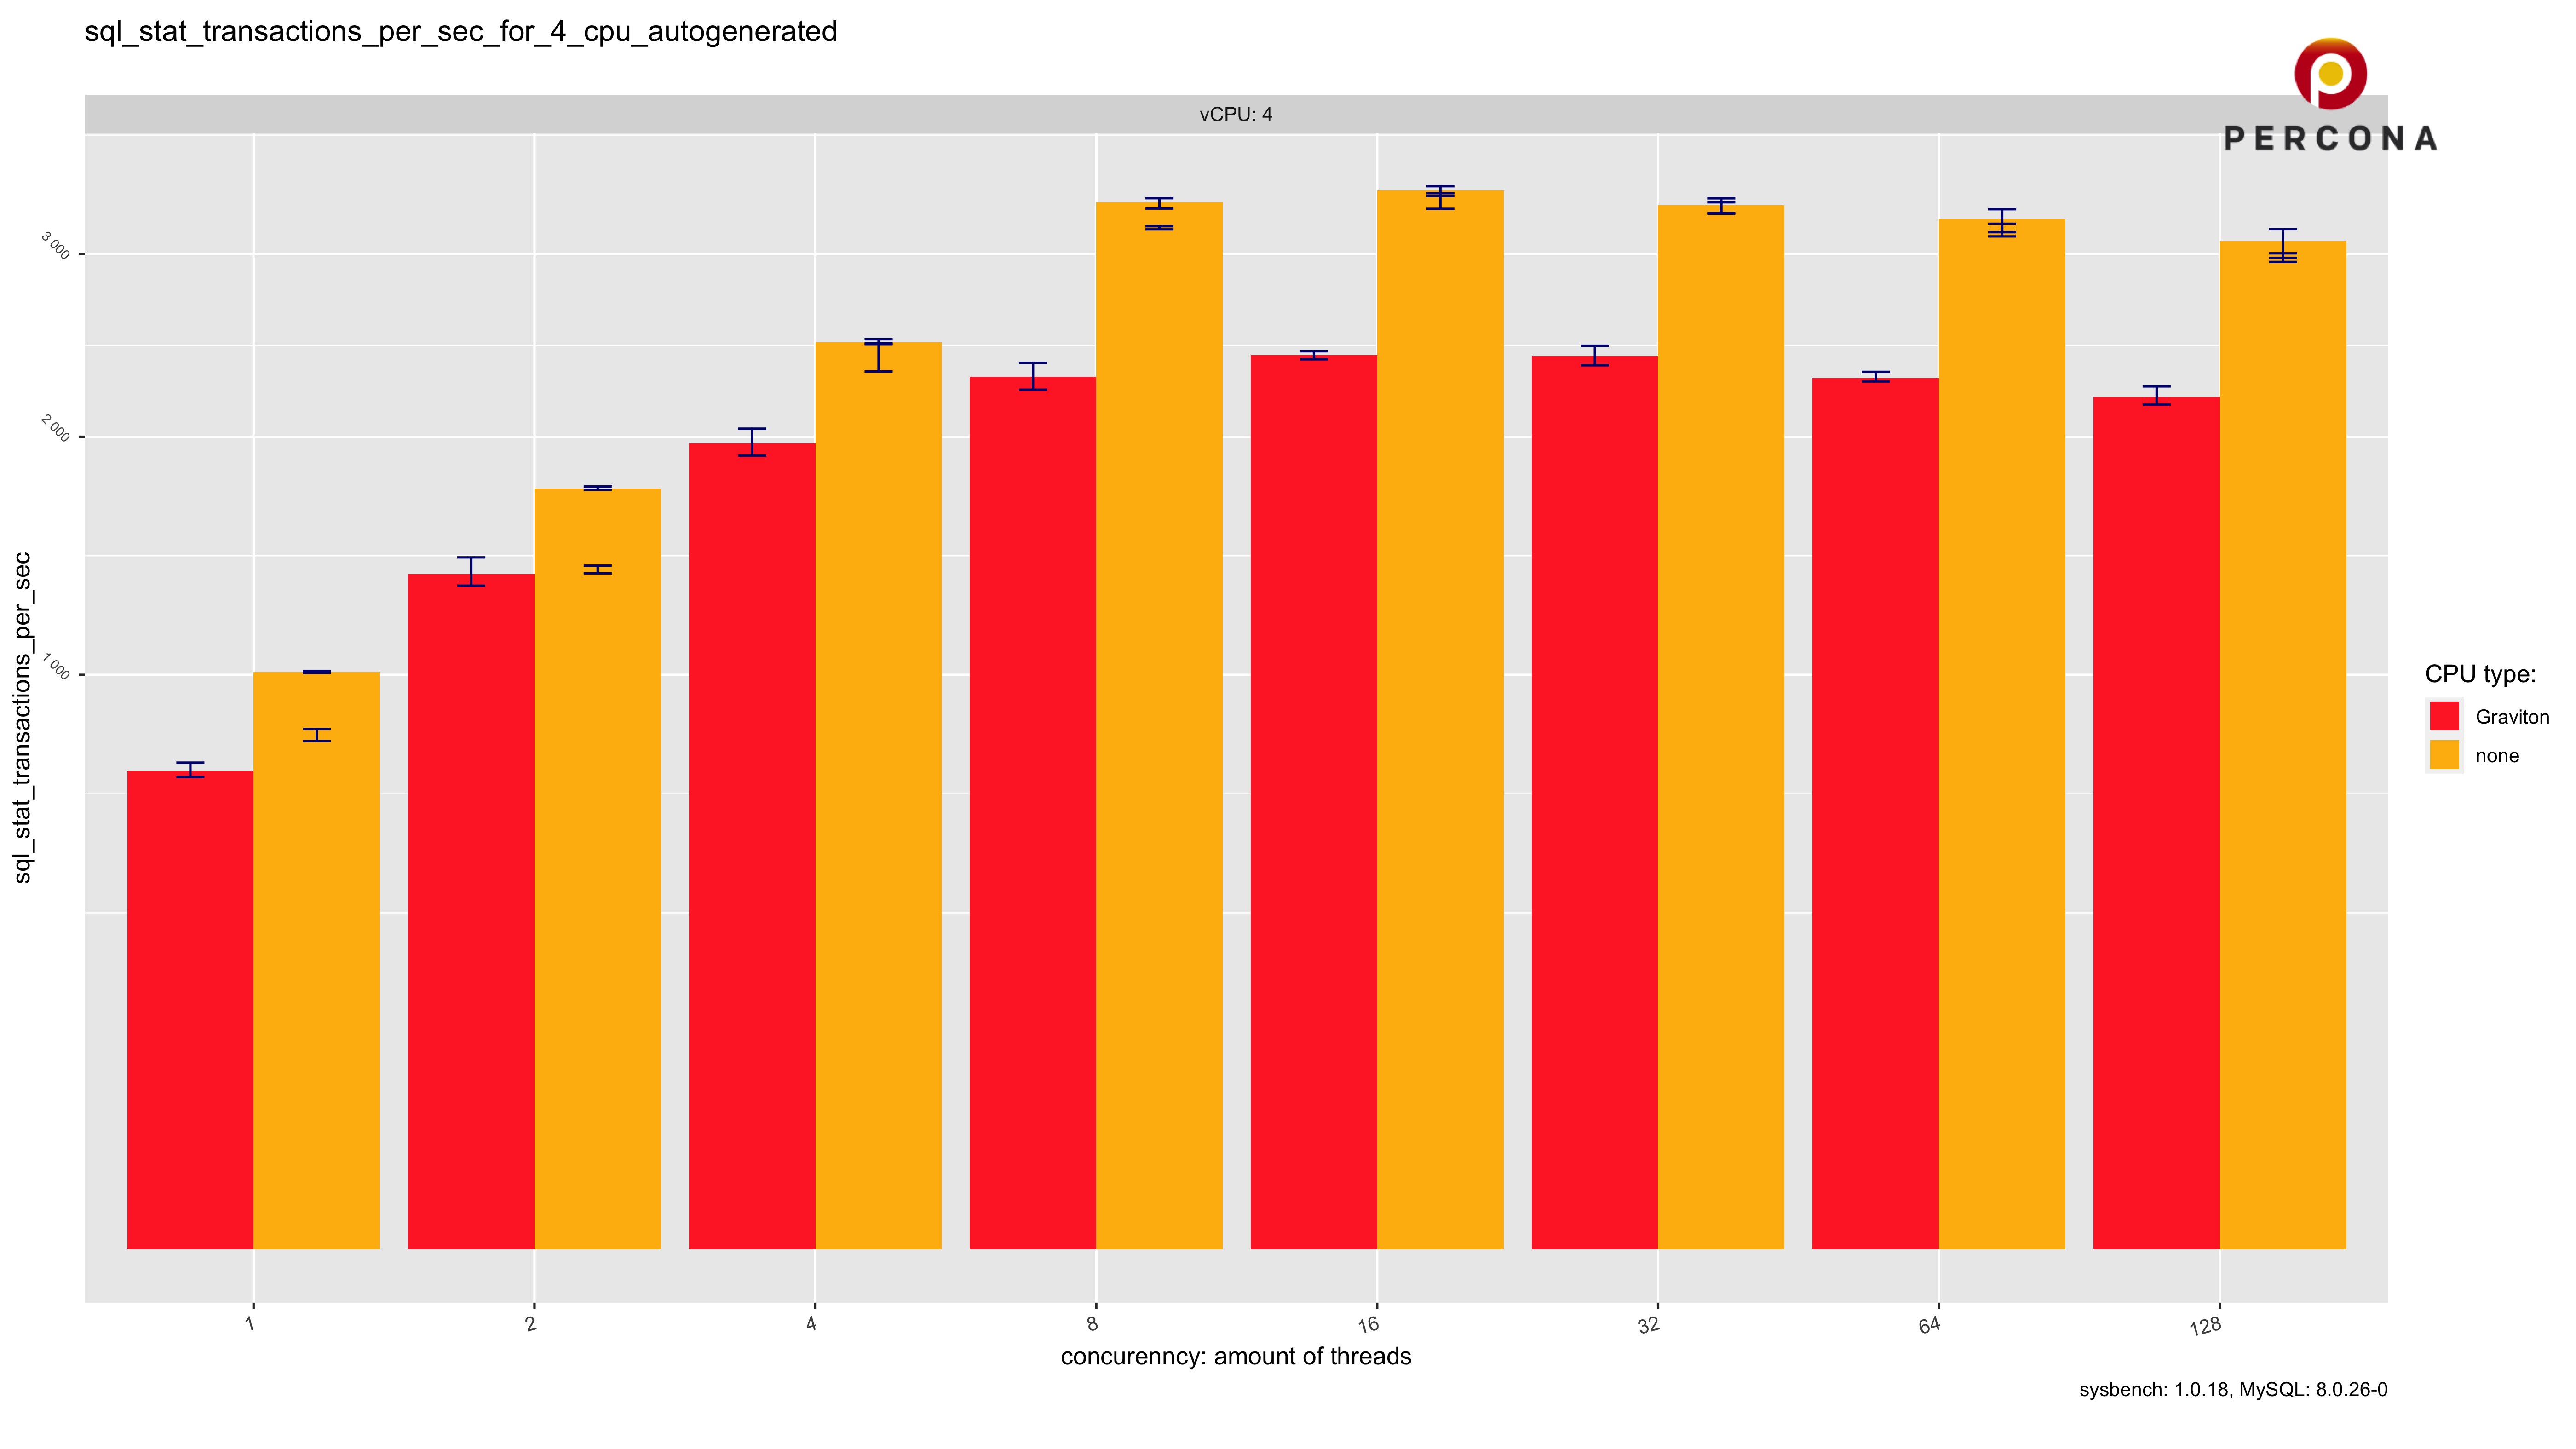 sql_stat_transactions_per_sec_for_4_cpu_autogenerated
PERCONA
vCPU: 4
sql_stat_transactions_per_sec
3 000
2 000
1 000
CPU type:
Graviton
none
1
2
4
8
16
32
64
128
concurenncy: amount of threads
sysbench: 1.0.18, MySQL: 8.0.26-0